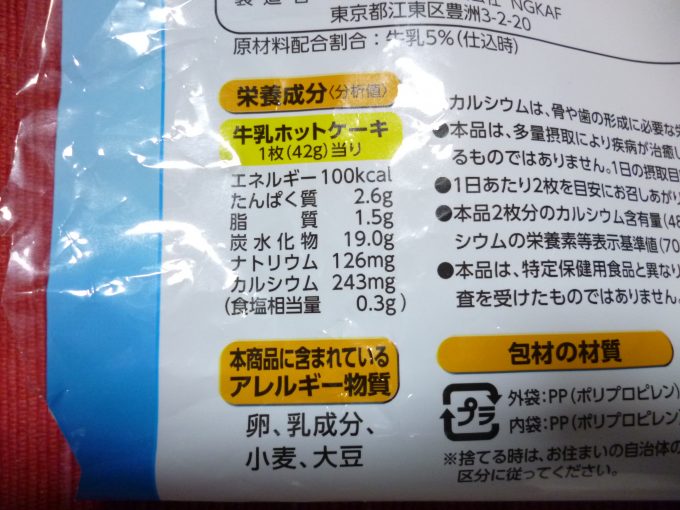 NGKAF
東京都江東区豊洲3-2-20
原材料配合割合：牛乳5%(仕込時)
栄養成分(分析値)
牛乳ホットケーキ
1枚(42g)当り
エネルギー 100kcal
たんぱく質 2.6g
脂質 1.5g
炭水化物 19.0g
ナトリウム 126mg
カルシウム 243mg
(食塩相当量 0.3g)
本商品に含まれている
アレルギー物質
卵、乳成分、
小麦、大豆
カルシウムは、骨や歯の形成に必要な
●本品は、多量摂取により疾病が治癒し
るものではありません。1日の摂取目
●1日あたり2枚を目安にお召しあがり
●本品2枚分のカルシウム含有量(48
シウムの栄養素等表示基準値(70
●本品は、特定保健用食品と異なり
査を受けたものではありません。
包材の材質
プラ
外袋:PP(ポリプロピレン)
内袋:PP(ポリプロピレン)
※捨てる時は、お住まいの自治体の
区分に従ってください。